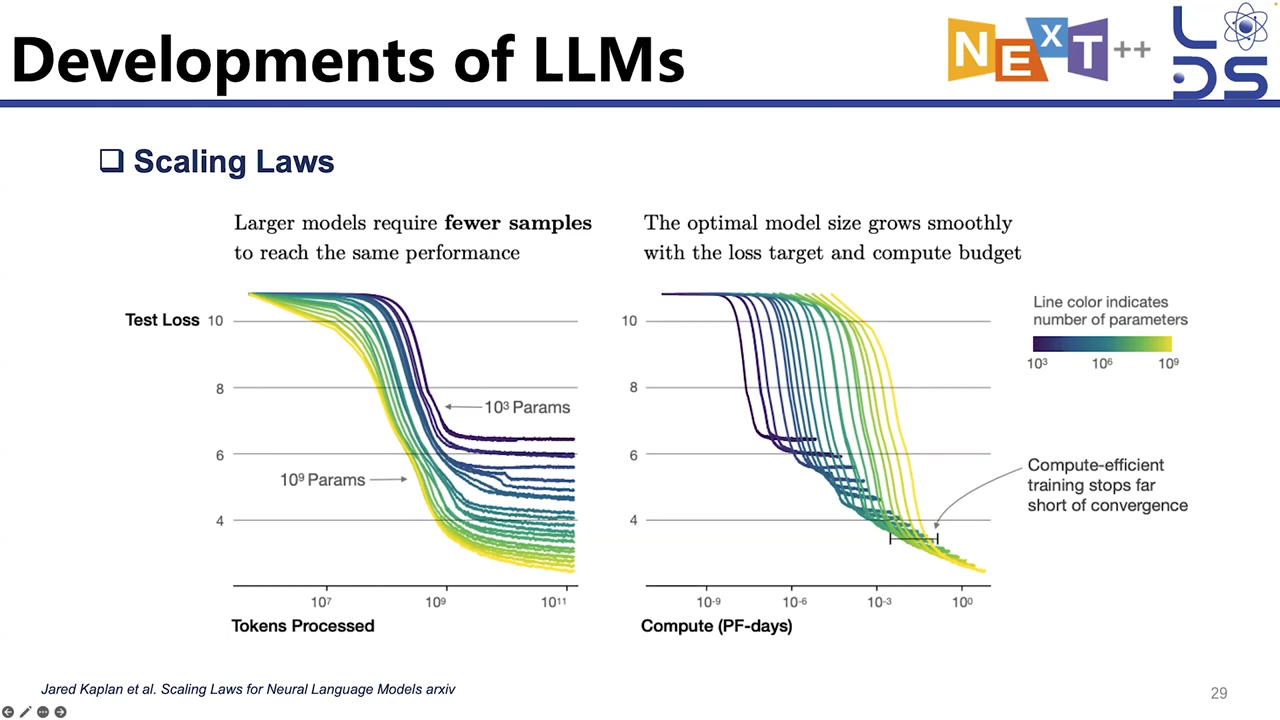 Developments of LLMs
NEXT++
LDS
❑ Scaling Laws
Larger models require fewer samples
to reach the same performance
The optimal model size grows smoothly
with the loss target and compute budget
Test Loss
10
8
6
4
10³ Params
10⁹ Params
10⁷
10⁹
10¹¹
Tokens Processed
10
8
6
4
10⁻⁹
10⁻⁶
10⁻³
10⁰
Compute (PF-days)
Line color indicates
number of parameters
10³
10⁶
10⁹
Compute-efficient
training stops far
short of convergence
Jared Kaplan et al. Scaling Laws for Neural Language Models arxiv
29